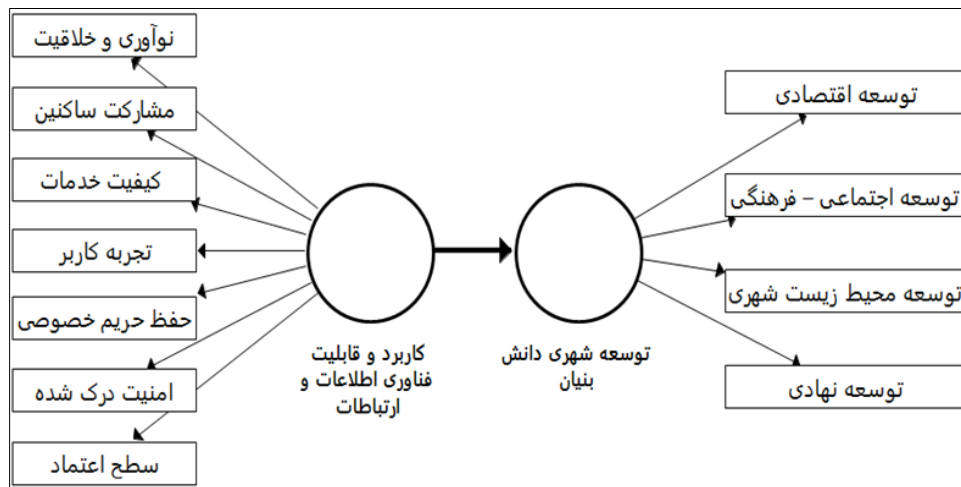 نوآوری و خلاقیت
مشارکت ساکنین
کیفیت خدمات
تجربه کاربر
حفظ حریم خصوصی
امنیت درک شده
سطح اعتماد
کاربرد و قابلیت
فناوری اطلاعات و
ارتباطات
توسعه شهری دانش
بنیان
توسعه اقتصادی
توسعه اجتماعی – فرهنگی
توسعه محیط زیست شهری
توسعه نهادی